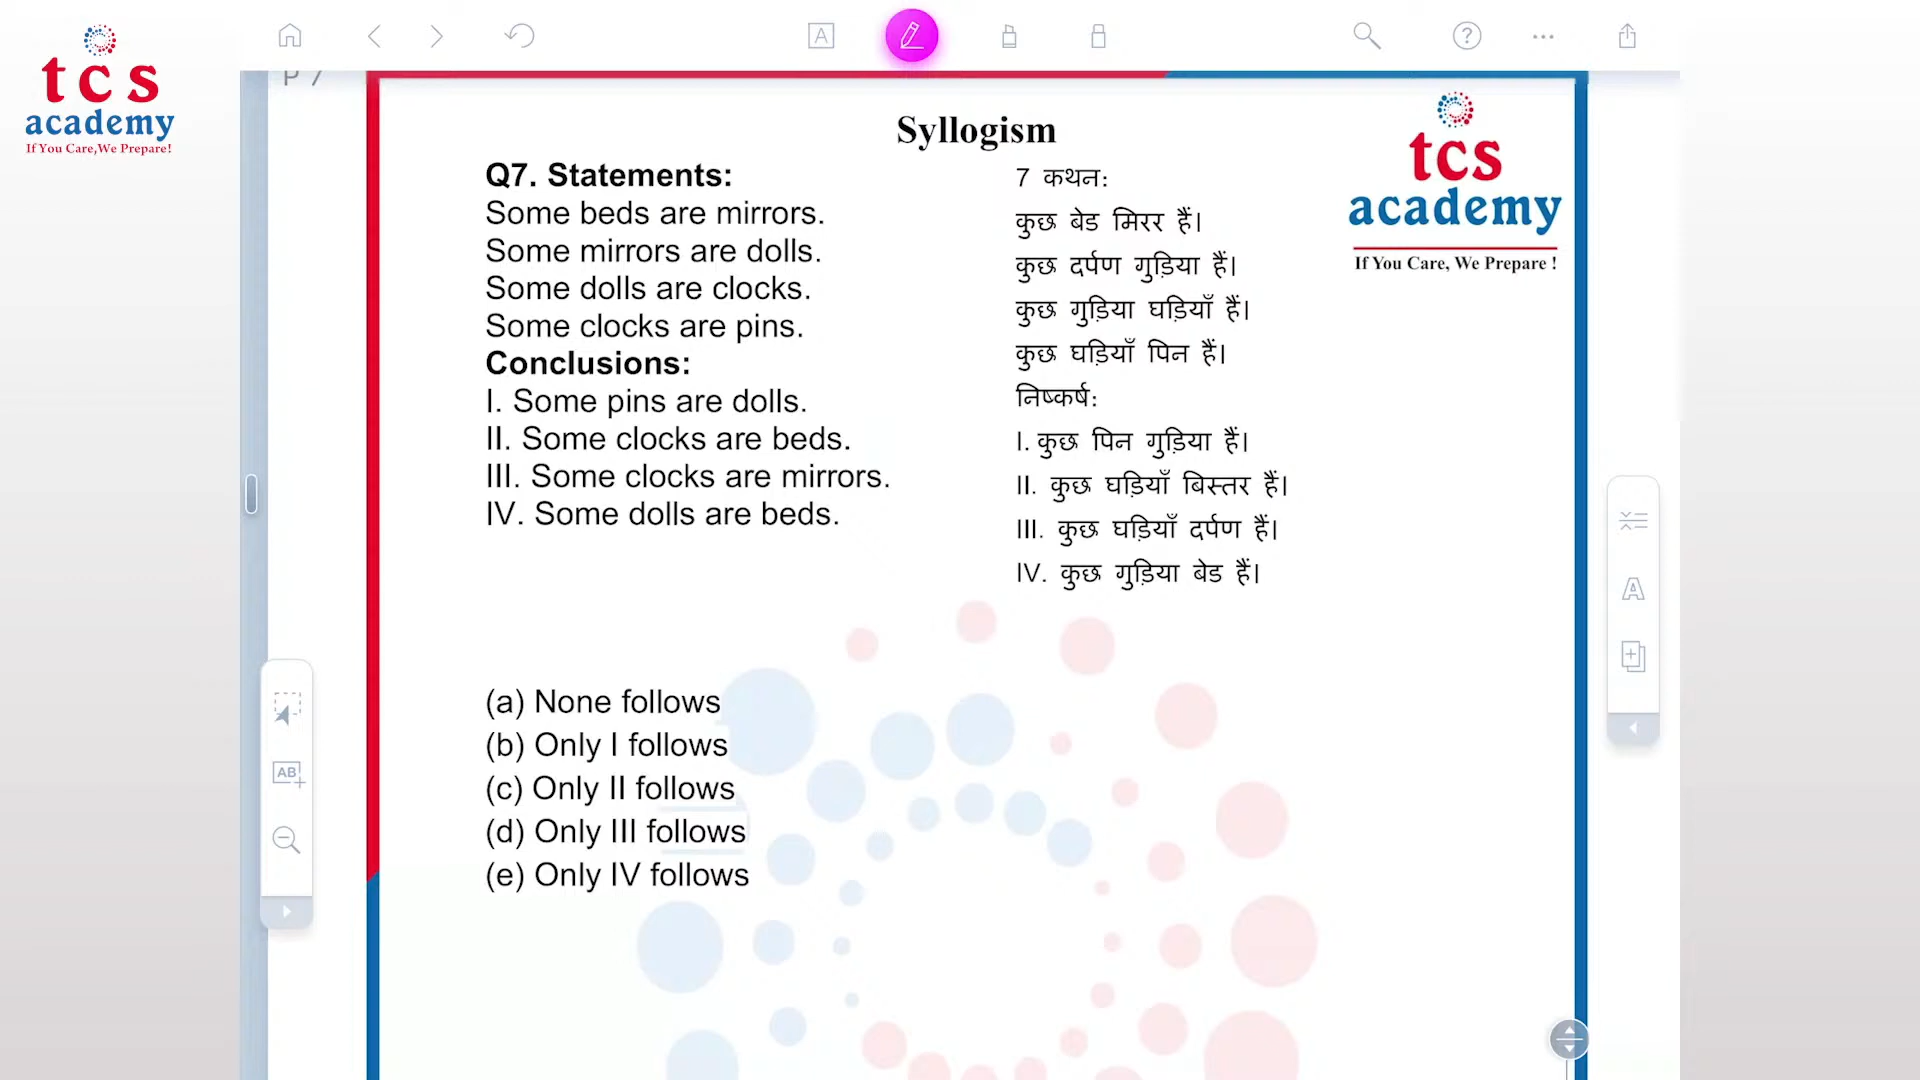 tcs
academy
If You Care,We Prepare!
A
?
P 7
Syllogism
tcs
academy
If You Care, We Prepare !
Q7. Statements:
Some beds are mirrors.
Some mirrors are dolls.
Some dolls are clocks.
Some clocks are pins.
Conclusions:
I. Some pins are dolls.
II. Some clocks are beds.
III. Some clocks are mirrors.
IV. Some dolls are beds.
7 कथन:
कुछ बेड मिरर हैं।
कुछ दर्पण गुड़िया हैं।
कुछ गुड़िया घड़ियाँ हैं।
कुछ घड़ियाँ पिन हैं।
निष्कर्ष:
I. कुछ पिन गुड़िया हैं।
II. कुछ घड़ियाँ बिस्तर हैं।
III. कुछ घड़ियाँ दर्पण हैं।
IV. कुछ गुड़िया बेड हैं।
(a) None follows
(b) Only I follows
(c) Only II follows
(d) Only III follows
(e) Only IV follows
AB
A